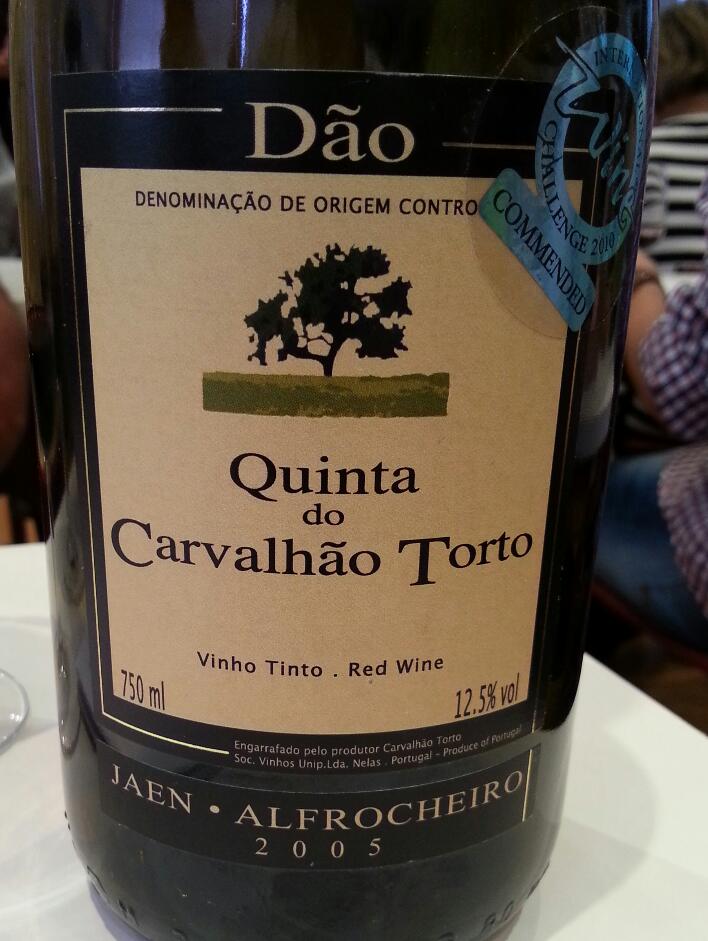 Dão
DENOMINAÇÃO DE ORIGEM CONTRO
INTERNATIONAL
Wine
CHALLENGE 2010
COMMENDED
Quinta
do
Carvalhão Torto
Vinho Tinto . Red Wine
750 ml
12.5% vol
Engarrafado pelo produtor Carvalhão Torto
Soc. Vinhos Unip.Lda. Nelas . Portugal - Produce of Portugal
JAEN • ALFROCHEIRO
2005